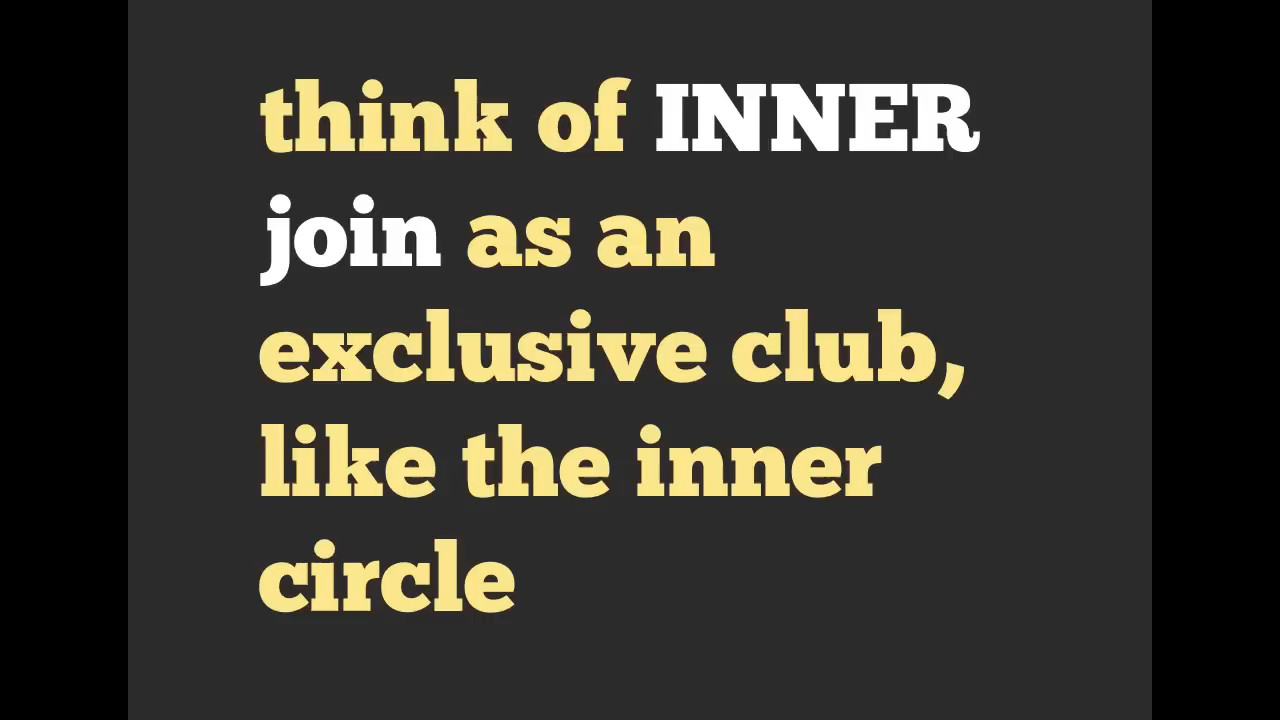 think of INNER
join as an
exclusive club,
like the inner
circle